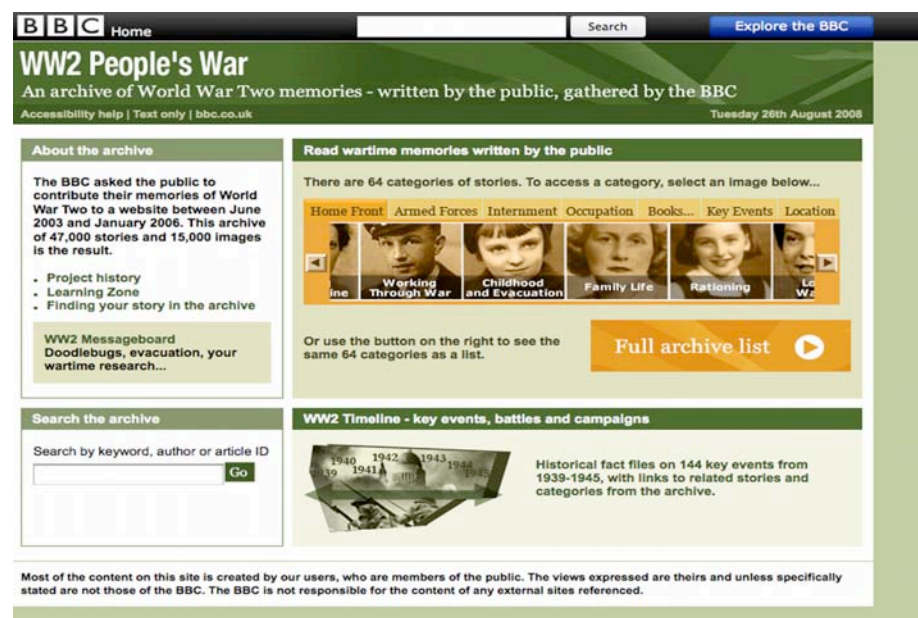 BBC Home
Search
Explore the BBC
WW2 People's War
An archive of World War Two memories - written by the public, gathered by the BBC
Accessibility help | Text only | bbc.co.uk
Tuesday 26th August 2008
About the archive
The BBC asked the public to
contribute their memories of World
War Two to a website between June
2003 and January 2006. This archive
of 47,000 stories and 15,000 images
is the result.
Project history
Learning Zone
Finding your story in the archive
WW2 Messageboard
Doodlebugs, evacuation, your
wartime research...
Read wartime memories written by the public
There are 64 categories of stories. To access a category, select an image below...
Home Front Armed Forces Internment Occupation Books... Key Events Location
ine
Working
Through War
Childhood
and Evacuation
Family Life
Rationing
Lo
Wa
Or use the button on the right to see the
same 64 categories as a list.
Full archive list
Search the archive
Search by keyword, author or article ID
Go
WW2 Timeline - key events, battles and campaigns
1939 1940 1941 1942 1943 1944 1945
Historical fact files on 144 key events from
1939-1945, with links to related stories and
categories from the archive.
Most of the content on this site is created by our users, who are members of the public. The views expressed are theirs and unless specifically
stated are not those of the BBC. The BBC is not responsible for the content of any external sites referenced.